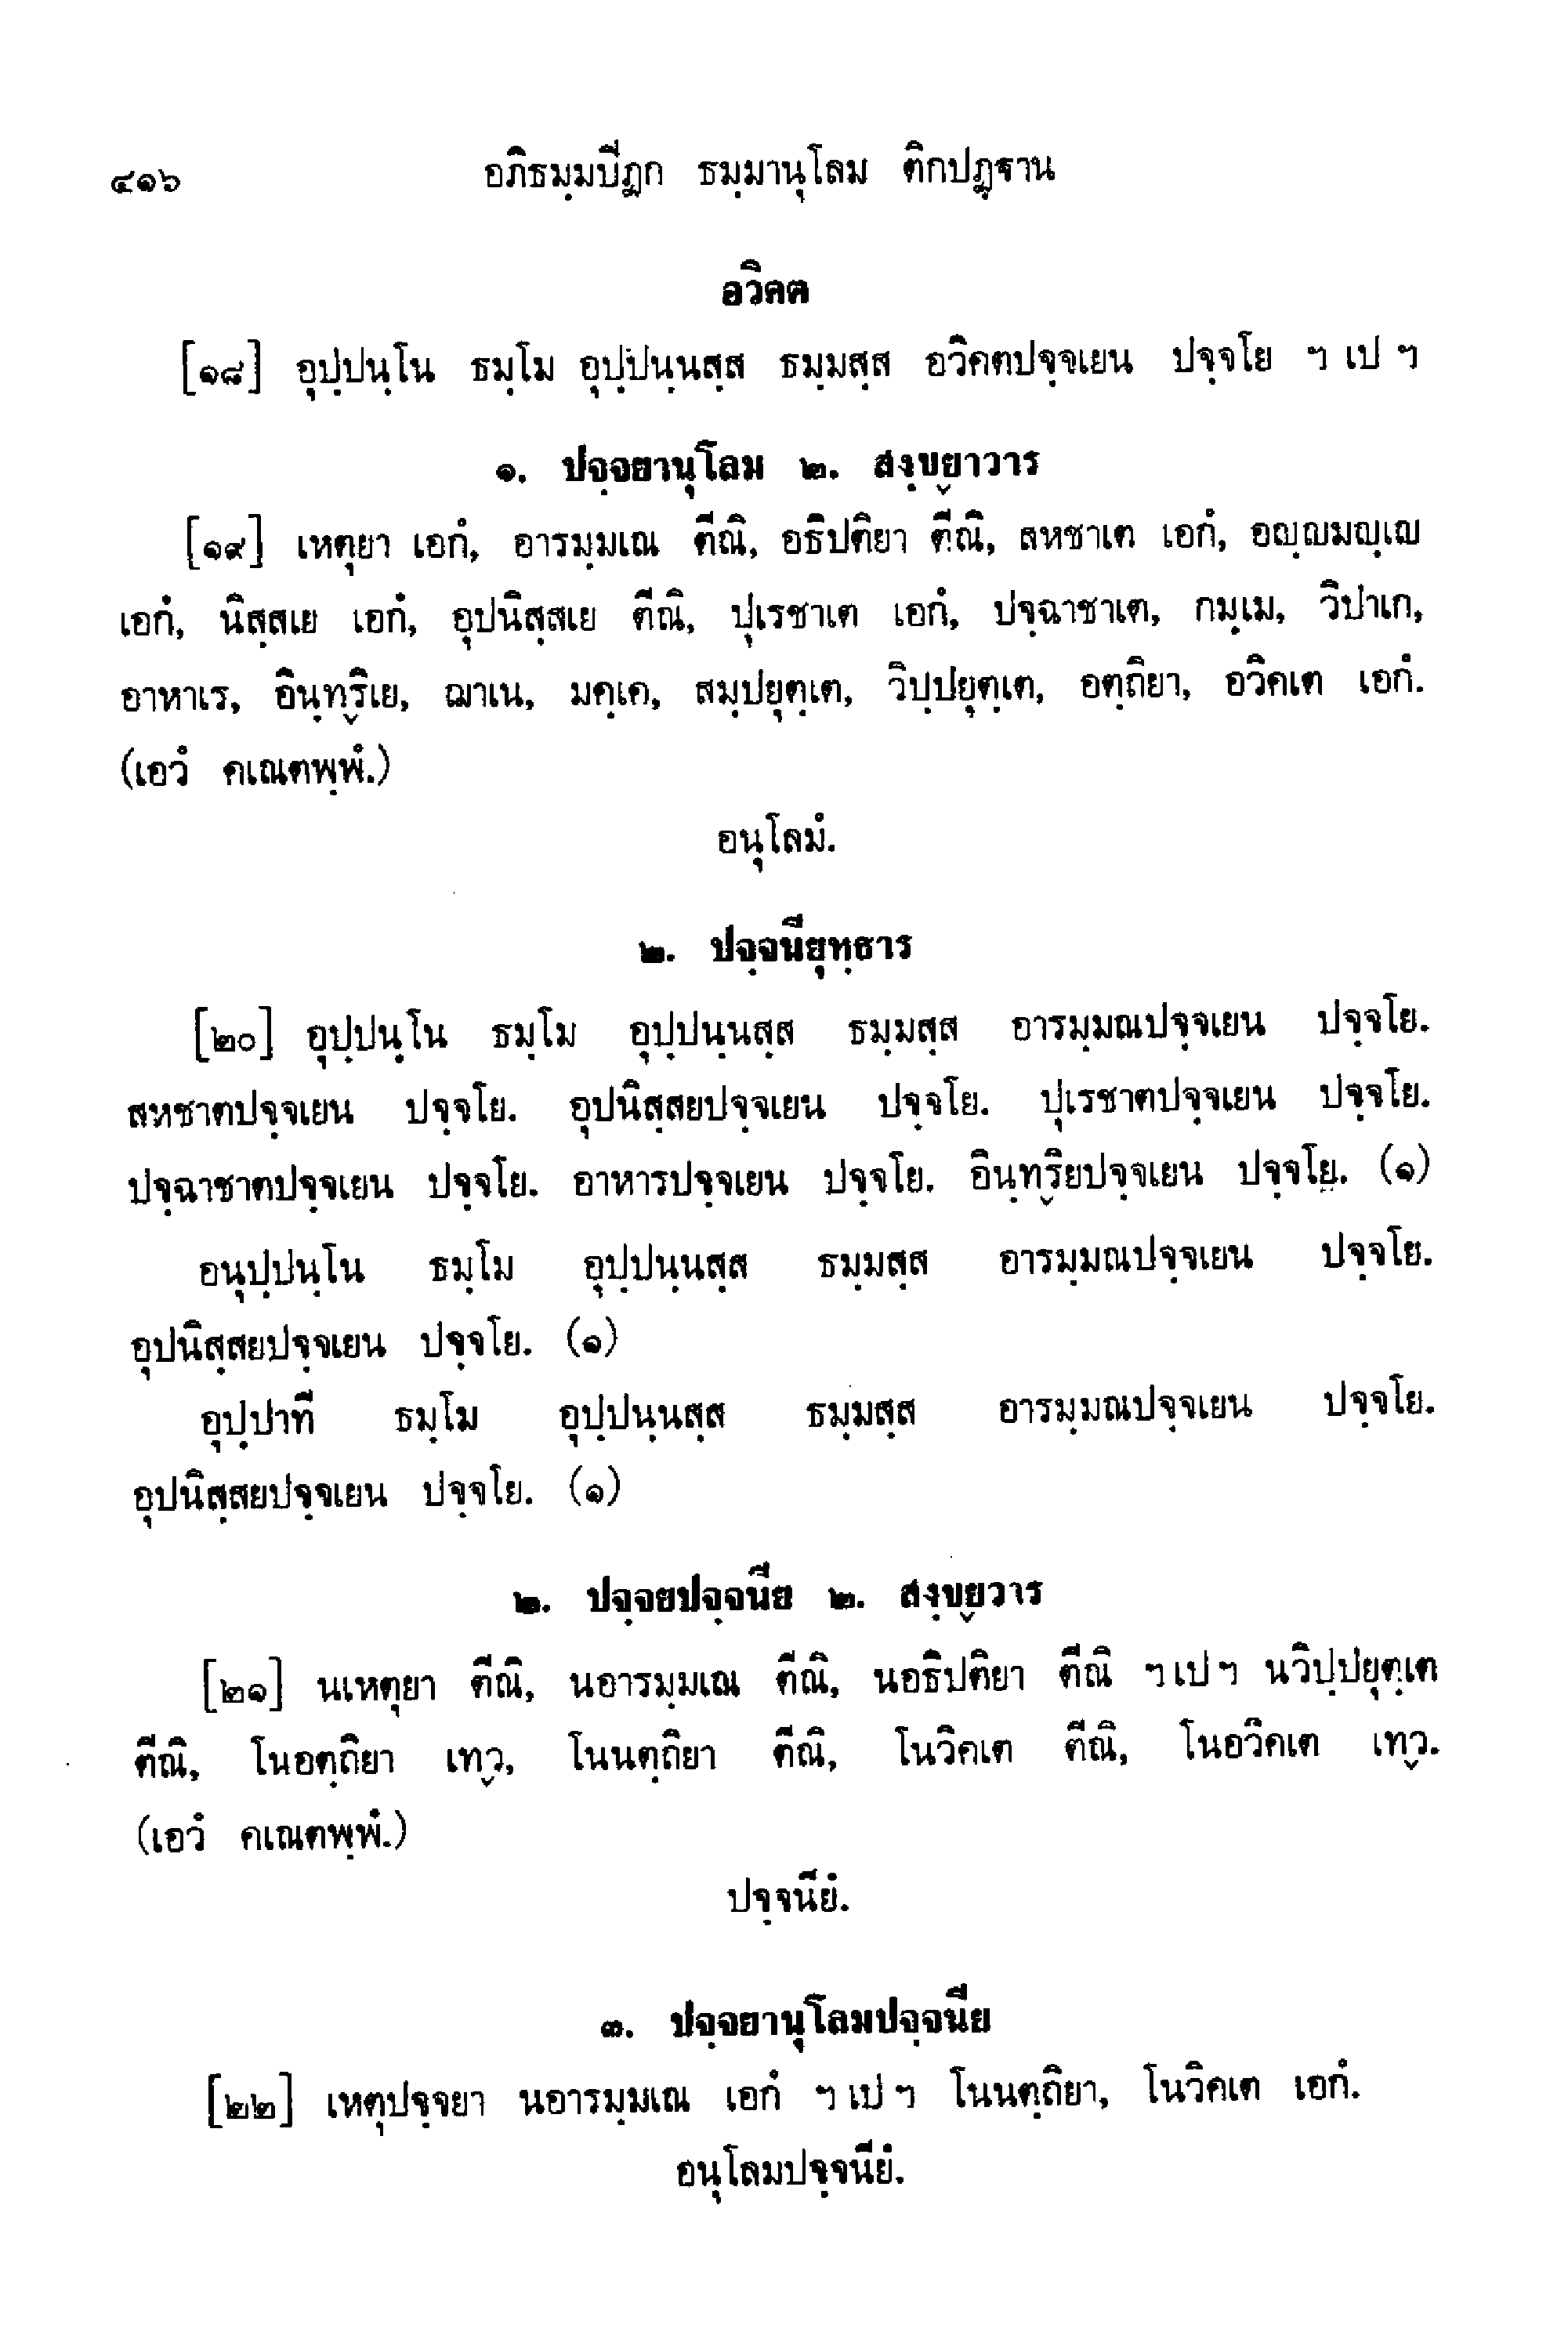 ๔๑๖ อภิธมฺมปีฏก ธมฺมานุโลม ติกปฏฺฐาน
อวิคต
[๑๘] อุปฺปนฺโน ธมฺโม อุปฺปนฺนสฺส ธมฺมสฺส อวิคตปจฺจเยน ปจฺจโย ฯ เป ฯ
๑. ปจฺจยานุโลม ๒. สงฺขฺยาวาร
[๑๙] เหตุยา เอกํ, อารมฺมเณ ตีณิ, อธิปติยา ตีณิ, สหชาเต เอกํ, อญฺญมญฺเญ
เอกํ, นิสฺสเย เอกํ, อุปนิสฺสเย ตีณิ, ปุเรชาเต เอกํ, ปจฺฉาชาเต, กมฺเม, วิปาเก,
อาหาเร, อินฺทฺริเย, ฌาเน, มคฺเค, สมฺปยุตฺเต, วิปฺปยุตฺเต, อตฺถิยา, อวิคเต เอกํ.
(เอวํ คเณตพฺพํ.)
อนุโลมํ.
๒. ปจฺจนียุทฺธาร
[๒๐] อุปฺปนฺโน ธมฺโม อุปฺปนฺนสฺส ธมฺมสฺส อารมฺมณปจฺจเยน ปจฺจโย.
สหชาตปจฺจเยน ปจฺจโย. อุปนิสฺสยปจฺจเยน ปจฺจโย. ปุเรชาตปจฺจเยน ปจฺจโย.
ปจฺฉาชาตปจฺจเยน ปจฺจโย. อาหารปจฺจเยน ปจฺจโย. อินฺทฺริยปจฺจเยน ปจฺจโย. (๑)
อนุปฺปนฺโน ธมฺโม อุปฺปนฺนสฺส ธมฺมสฺส อารมฺมณปจฺจเยน ปจฺจโย.
อุปนิสฺสยปจฺจเยน ปจฺจโย. (๑)
อุปฺปาที ธมฺโม อุปฺปนฺนสฺส ธมฺมสฺส อารมฺมณปจฺจเยน ปจฺจโย.
อุปนิสฺสยปจฺจเยน ปจฺจโย. (๑)
๒. ปจฺจยปจฺจนีย ๒. สงฺขฺยวาร
[๒๑] นเหตุยา ตีณิ, นอารมฺมเณ ตีณิ, นอธิปติยา ตีณิ ฯ เป ฯ นวิปฺปยุตฺเต
ตีณิ, โนอตฺถิยา เทฺว, โนนตฺถิยา ตีณิ, โนวิคเต ตีณิ, โนอวิคเต เทฺว.
(เอวํ คเณตพฺพํ.)
ปจฺจนียํ.
๓. ปจฺจยานุโลมปจฺจนีย
[๒๒] เหตุปจฺจยา นอารมฺมเณ เอกํ ฯ เป ฯ โนนตฺถิยา, โนวิคเต เอกํ.
อนุโลมปจฺจนียํ.